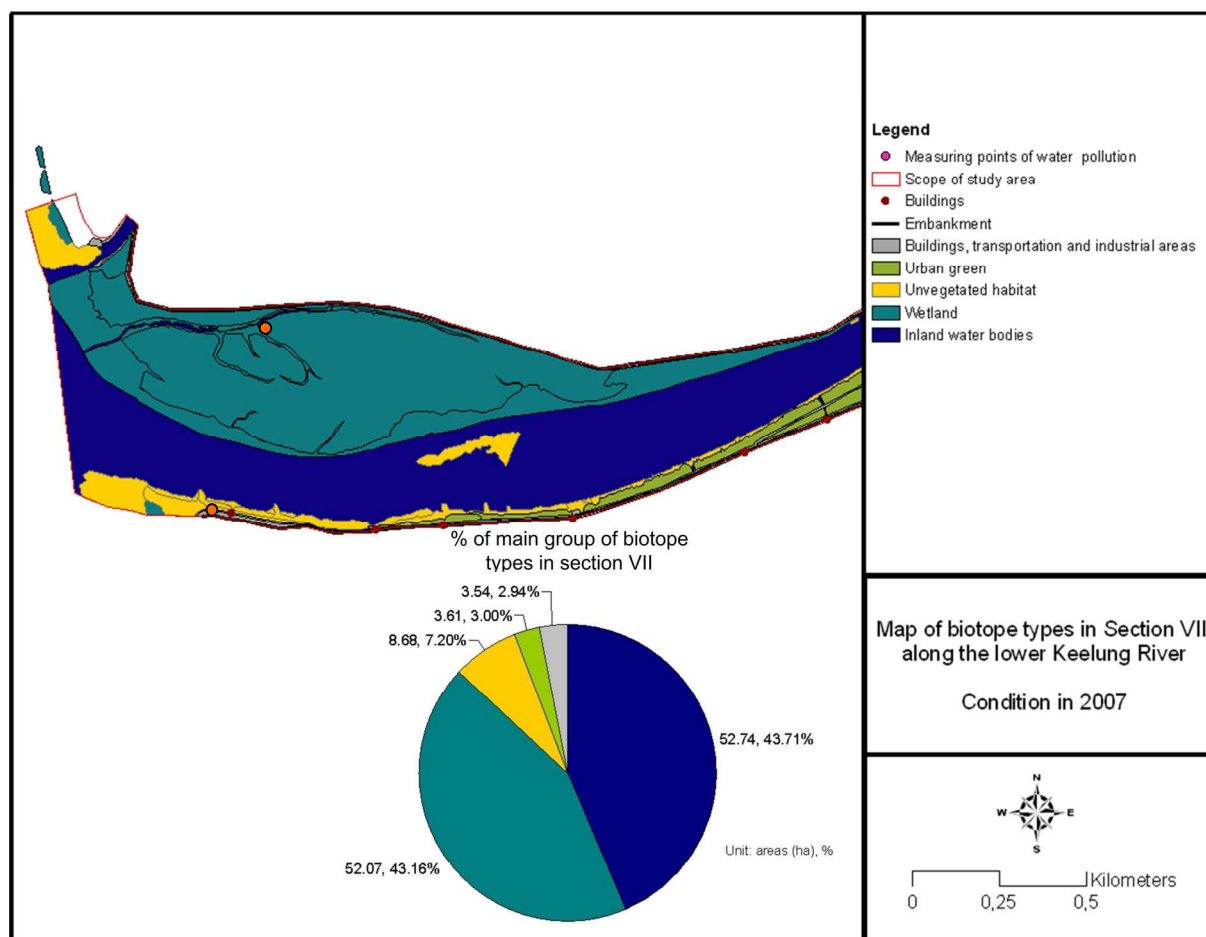 Legend
Measuring points of water pollution
Scope of study area
Buildings
Embankment
Buildings, transportation and industrial areas
Urban green
Unvegetated habitat
Wetland
Inland water bodies
% of main group of biotope
types in section VII
3.54, 2.94%
3.61, 3.00%
8.68, 7.20%
52.74, 43.71%
52.07, 43.16%
Unit: areas (ha), %
Map of biotope types in Section VII
along the lower Keelung River
Condition in 2007
N
W E
S
Kilometers
0 0,25 0,5